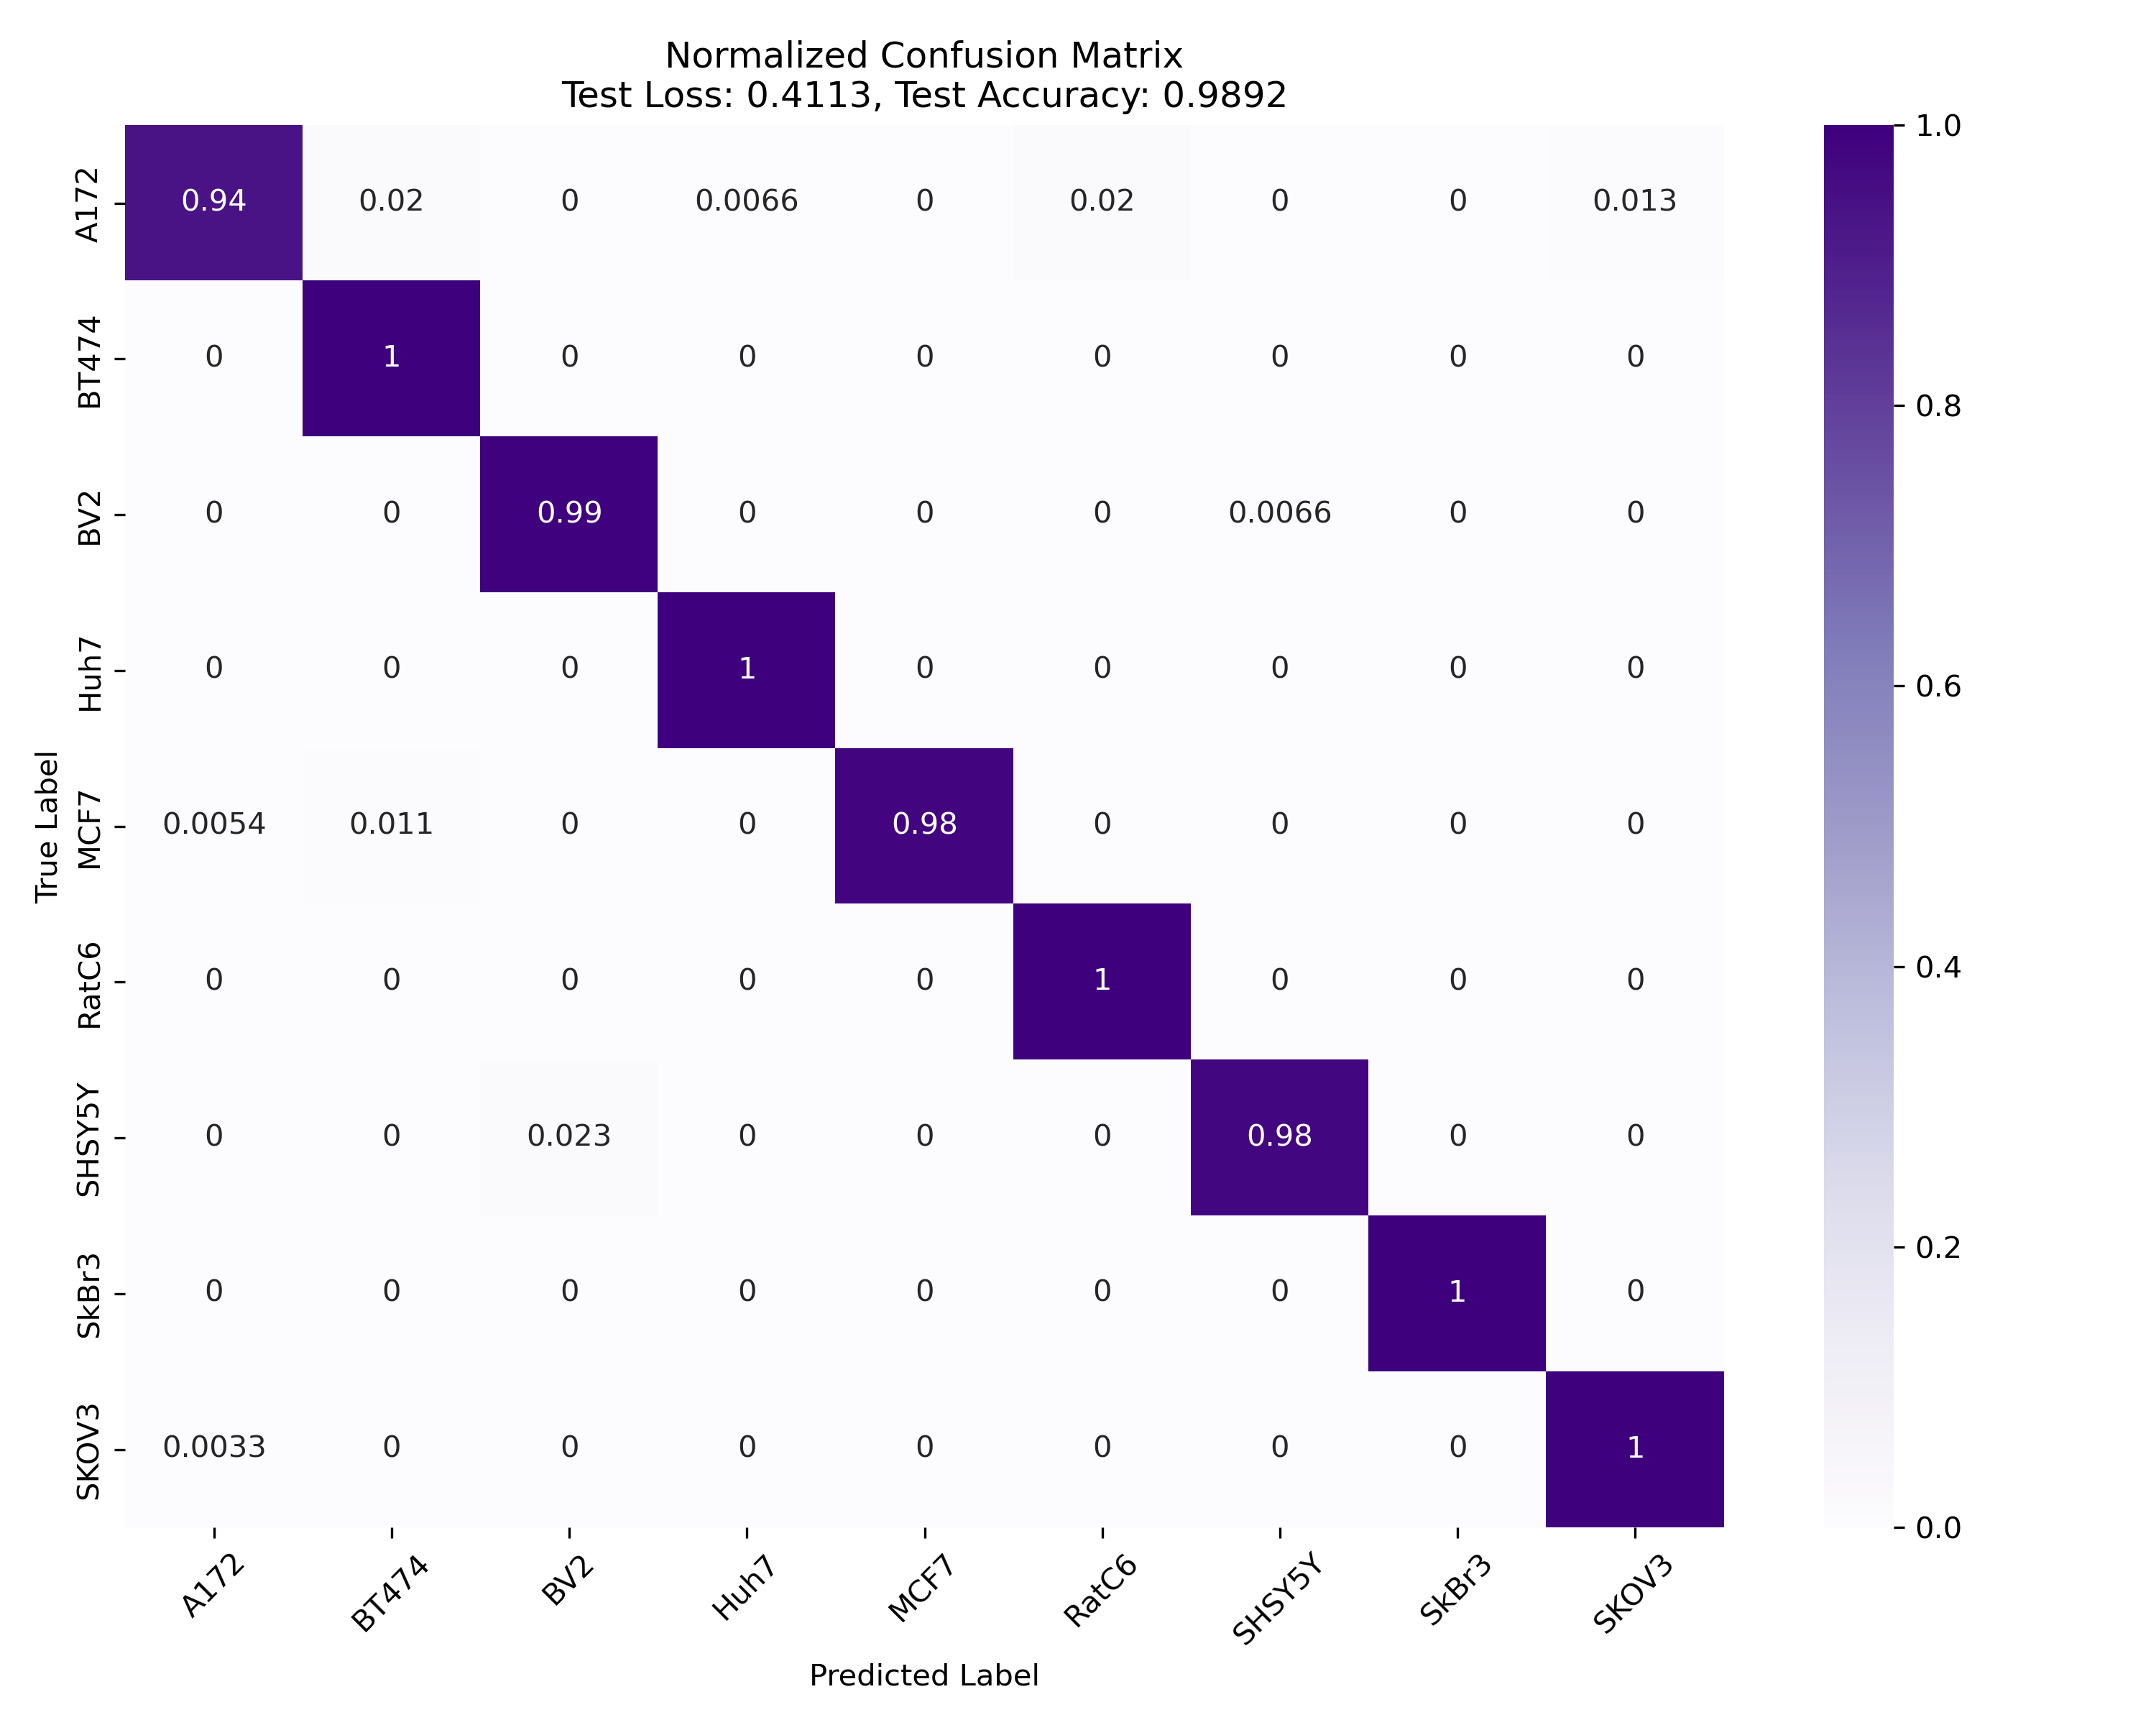 Normalized Confusion Matrix
Test Loss: 0.4113, Test Accuracy: 0.9892
True Label
A172 0.94 0.02 0 0.0066 0 0.02 0 0 0.013
BT474 0 1 0 0 0 0 0 0 0
BV2 0 0 0.99 0 0 0 0.0066 0 0
Huh7 0 0 0 1 0 0 0 0 0
MCF7 0.0054 0.011 0 0 0.98 0 0 0 0
RatC6 0 0 0 0 0 1 0 0 0
SHSY5Y 0 0 0.023 0 0 0 0.98 0 0
SkBr3 0 0 0 0 0 0 0 1 0
SKOV3 0.0033 0 0 0 0 0 0 0 1
A172 BT474 BV2 Huh7 MCF7 RatC6 SHSY5Y SkBr3 SKOV3
Predicted Label
1.0
0.8
0.6
0.4
0.2
0.0